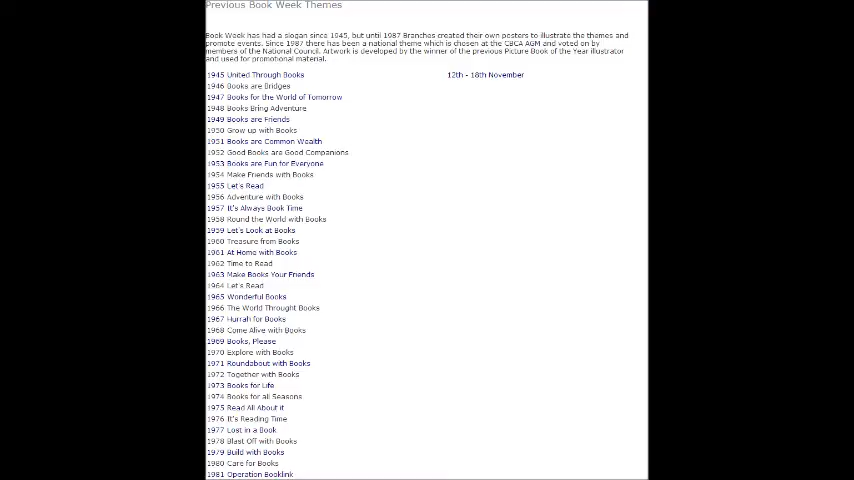 Previous Book Week Themes
Book Week has had a slogan since 1945, but until 1987 Branches created their own posters to illustrate the themes and
promote events. Since 1987 there has been a national theme which is chosen at the CBCA AGM and voted on by
members of the National Council. Artwork is developed by the winner of the previous Picture Book of the Year illustrator
and used for promotional material.
1945 United Through Books 12th - 18th November
1946 Books are Bridges
1947 Books for the World of Tomorrow
1948 Books Bring Adventure
1949 Books are Friends
1950 Grow up with Books
1951 Books are Common Wealth
1952 Good Books are Good Companions
1953 Books are Fun for Everyone
1954 Make Friends with Books
1955 Let's Read
1956 Adventure with Books
1957 It's Always Book Time
1958 Round the World with Books
1959 Let's Look at Books
1960 Treasure from Books
1961 At Home with Books
1962 Time to Read
1963 Make Books Your Friends
1964 Let's Read
1965 Wonderful Books
1966 The World Throught Books
1967 Hurrah for Books
1968 Come Alive with Books
1969 Books, Please
1970 Explore with Books
1971 Roundabout with Books
1972 Together with Books
1973 Books for Life
1974 Books for all Seasons
1975 Read All About it
1976 It's Reading Time
1977 Lost in a Book
1978 Blast Off with Books
1979 Build with Books
1980 Care for Books
1981 Operation Booklink